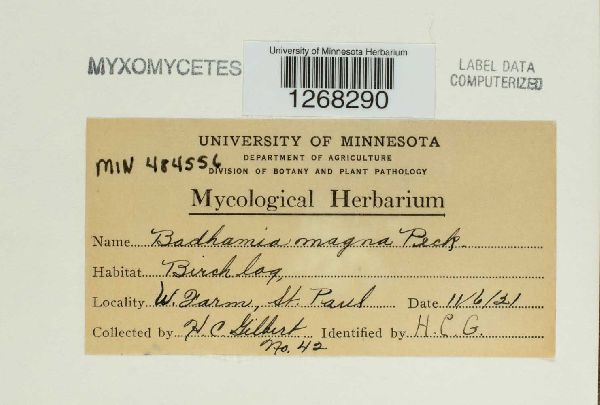 MYXOMYCETES
University of Minnesota Herbarium
1268290
LABEL DATA
COMPUTERIZED
UNIVERSITY OF MINNESOTA
DEPARTMENT OF AGRICULTURE
MIN 484556
DIVISION OF BOTANY AND PLANT PATHOLOGY
Mycological Herbarium
Name Badhamia magna Peck
Habitat Birch log,
Locality W. Farm, St. Paul Date 11/6/21
Collected by H C Gilbert Identified by H.C.G.
No. 42